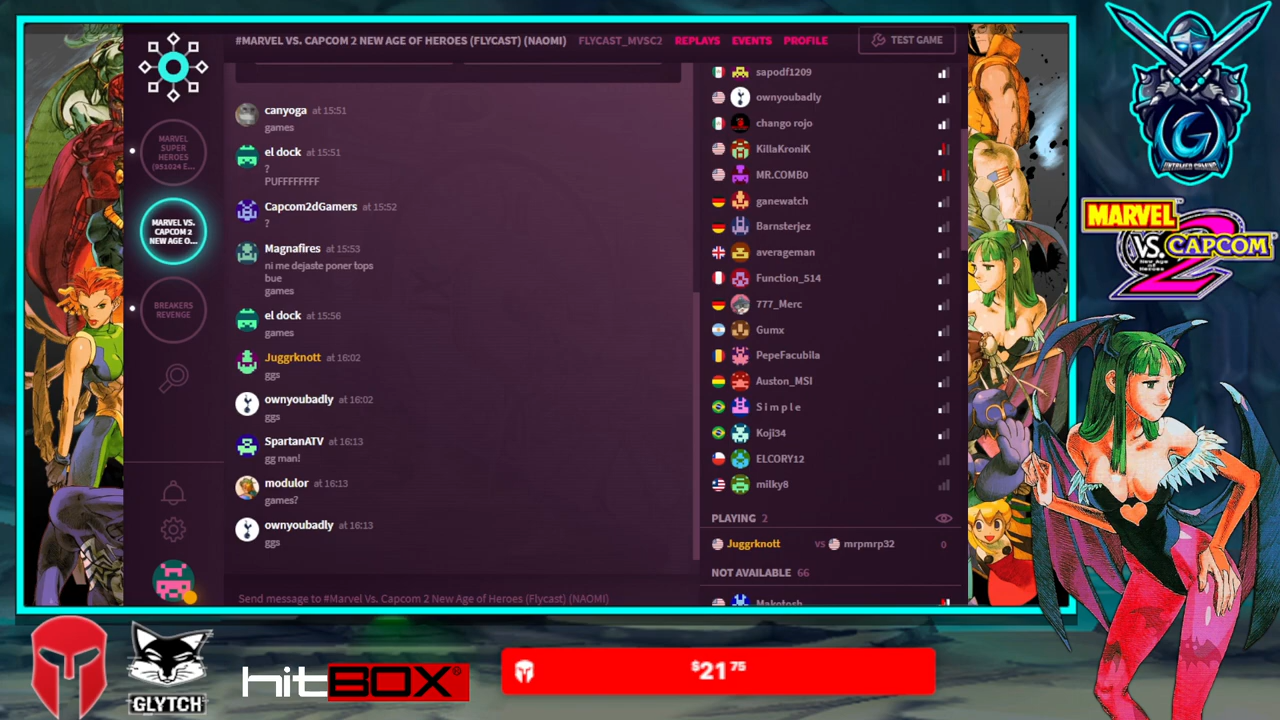 #MARVEL VS. CAPCOM 2 NEW AGE OF HEROES (FLYCAST) (NAOMI) FLYCAST_MVSC2 REPLAYS EVENTS PROFILE TEST GAME
MARVEL
SUPER
HEROES
(951024 E...
MARVEL VS.
CAPCOM 2
NEW AGE O...
BREAKERS
REVENGE
canyoga at 15:51
games
el dock at 15:51
?
PUFFFFFFFF
Capcom2dGamers at 15:52
?
Magnafires at 15:53
ni me dejaste poner tops
bue
games
el dock at 15:56
games
Juggrknott at 16:02
ggs
ownyoubadly at 16:02
ggs
SpartanATV at 16:13
gg man!
modulor at 16:13
games?
ownyoubadly at 16:13
ggs
Send message to #Marvel Vs. Capcom 2 New Age of Heroes (Flycast) (NAOMI)
sapodf1209
ownyoubadly
chango rojo
KillaKroniK
MR.COMB0
ganewatch
Barnsterjez
averageman
Function_514
777_Merc
Gumx
PepeFacubila
Auston_MSI
S i m p l e
Koji34
ELCORY12
milky8
PLAYING 2
Juggrknott VS mrpmrp32 0
NOT AVAILABLE 66
Makotosh
G
UNTAMED GAMING
MARVEL
VS. CAPCOM
New Age of
Heroes
2
GLYTCH
hitBOX®
$21 75